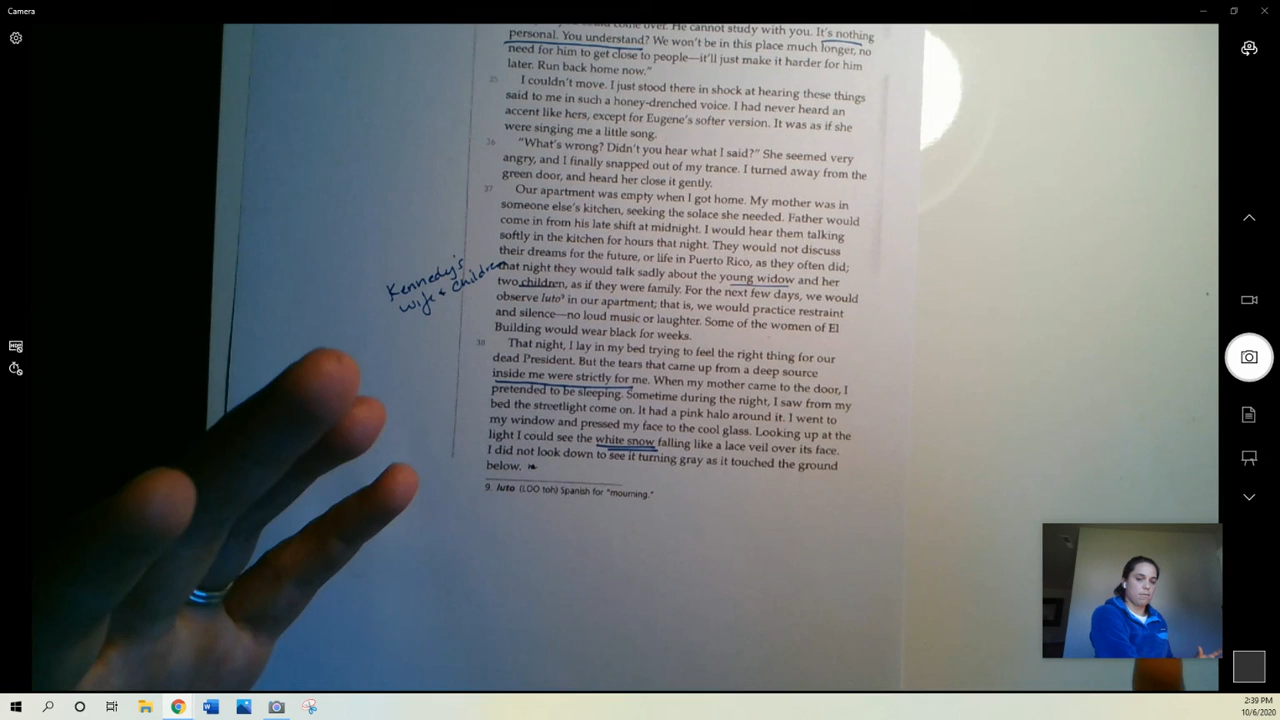 Camera
you could come over. He cannot study with you. It's nothing
personal. You understand? We won't be in this place much longer, no
need for him to get close to people—it'll just make it harder for him
later. Run back home now."
35
I couldn't move. I just stood there in shock at hearing these things
said to me in such a honey-drenched voice. I had never heard an
accent like hers, except for Eugene's softer version. It was as if she
were singing me a little song.
36
"What's wrong? Didn't you hear what I said?" She seemed very
angry, and I finally snapped out of my trance. I turned away from the
green door, and heard her close it gently.
37
Our apartment was empty when I got home. My mother was in
someone else's kitchen, seeking the solace she needed. Father would
come in from his late shift at midnight. I would hear them talking
softly in the kitchen for hours that night. They would not discuss
their dreams for the future, or life in Puerto Rico, as they often did;
that night they would talk sadly about the young widow and her
two children, as if they were family. For the next few days, we would
observe luto⁹ in our apartment; that is, we would practice restraint
and silence—no loud music or laughter. Some of the women of El
Building would wear black for weeks.
Kennedy's
wife + children
38
That night, I lay in my bed trying to feel the right thing for our
dead President. But the tears that came up from a deep source
inside me were strictly for me. When my mother came to the door, I
pretended to be sleeping. Sometime during the night, I saw from my
bed the streetlight come on. It had a pink halo around it. I went to
my window and pressed my face to the cool glass. Looking up at the
light I could see the white snow falling like a lace veil over its face.
I did not look down to see it turning gray as it touched the ground
below.
9. luto (LOO toh) Spanish for "mourning."
HDR
2:39 PM
10/6/2020